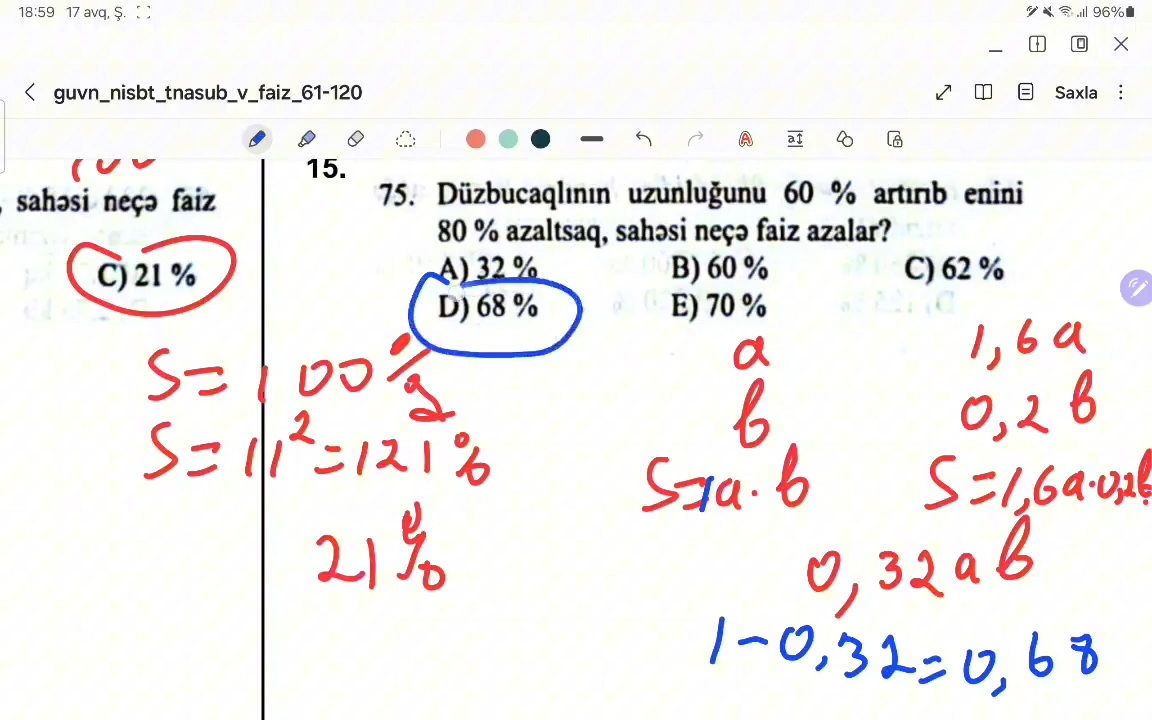 18:59 17 avq, Ş. 96%
guvn_nisbt_tnasub_v_faiz_61-120
Saxla
15.
, sahəsi neçə faiz
C) 21 %
75. Düzbucaqlının uzunluğunu 60 % artırıb enini
80 % azaltsaq, sahəsi neçə faiz azalar?
A) 32 % B) 60 % C) 62 %
D) 68 % E) 70 %
S=100%
S=11²=121%
21%
a 1,6a
b 0,2b
S=1a·b S=1,6a·0,2b
0,32ab
1-0,32=0,68